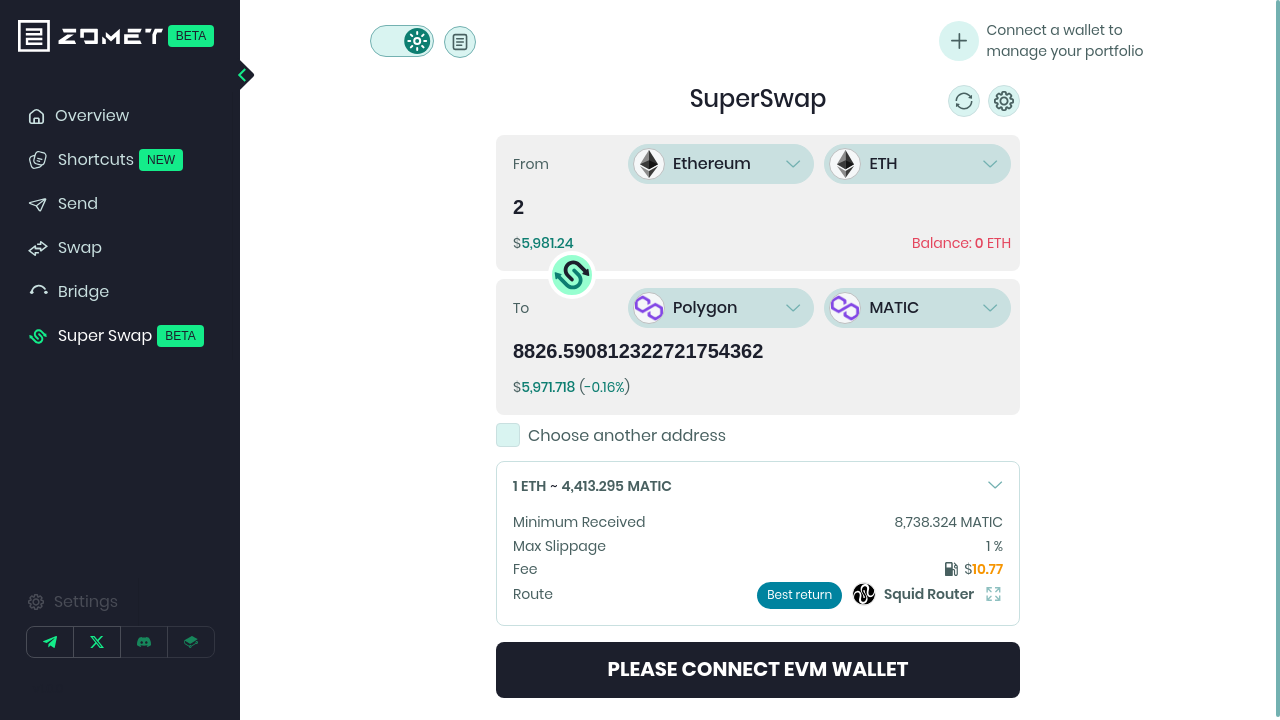 ZOMET BETA
Overview
Shortcuts NEW
Send
Swap
Bridge
Super Swap BETA
Settings
Connect a wallet to
manage your portfolio
SuperSwap
From Ethereum ETH
2
$5,981.24 Balance: 0 ETH
To Polygon MATIC
8826.590812322721754362
$5,971.718 (-0.16%)
Choose another address
1 ETH ~ 4,413.295 MATIC
Minimum Received 8,738.324 MATIC
Max Slippage 1 %
Fee $10.77
Route Best return Squid Router
PLEASE CONNECT EVM WALLET